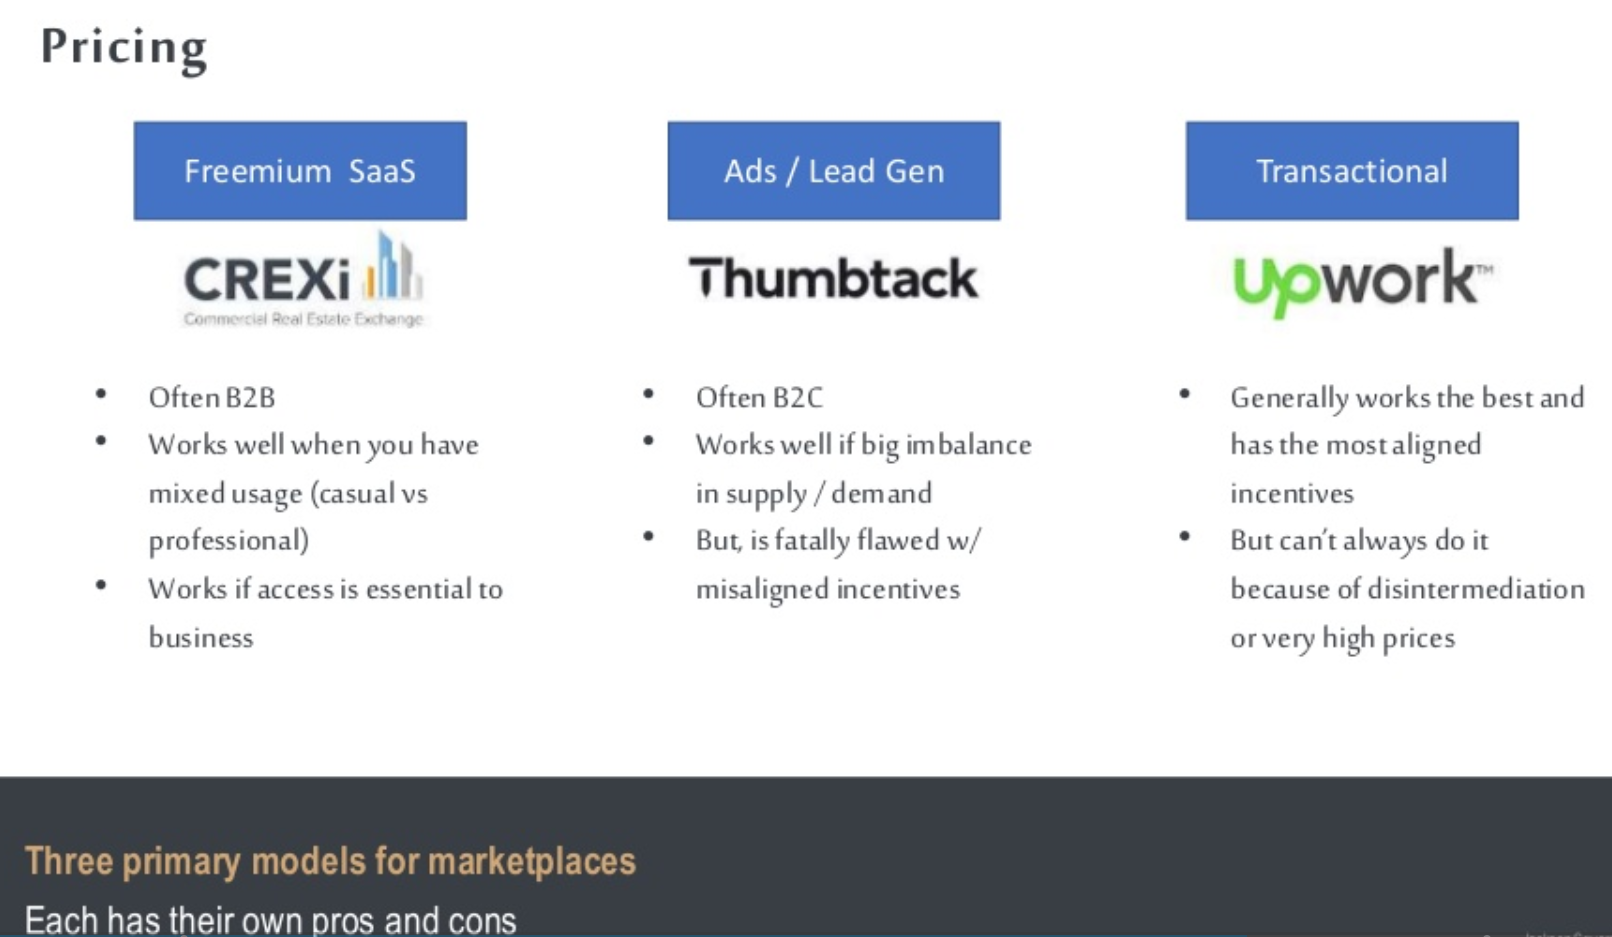 Pricing
Freemium SaaS
CREXi
Commercial Real Estate Exchange
• Often B2B
• Works well when you have
mixed usage (casual vs
professional)
• Works if access is essential to
business
Ads / Lead Gen
Thumbtack
• Often B2C
• Works well if big imbalance
in supply / demand
• But, is fatally flawed w/
misaligned incentives
Transactional
Upwork™
• Generally works the best and
has the most aligned
incentives
• But can’t always do it
because of disintermediation
or very high prices
Three primary models for marketplaces
Each has their own pros and cons